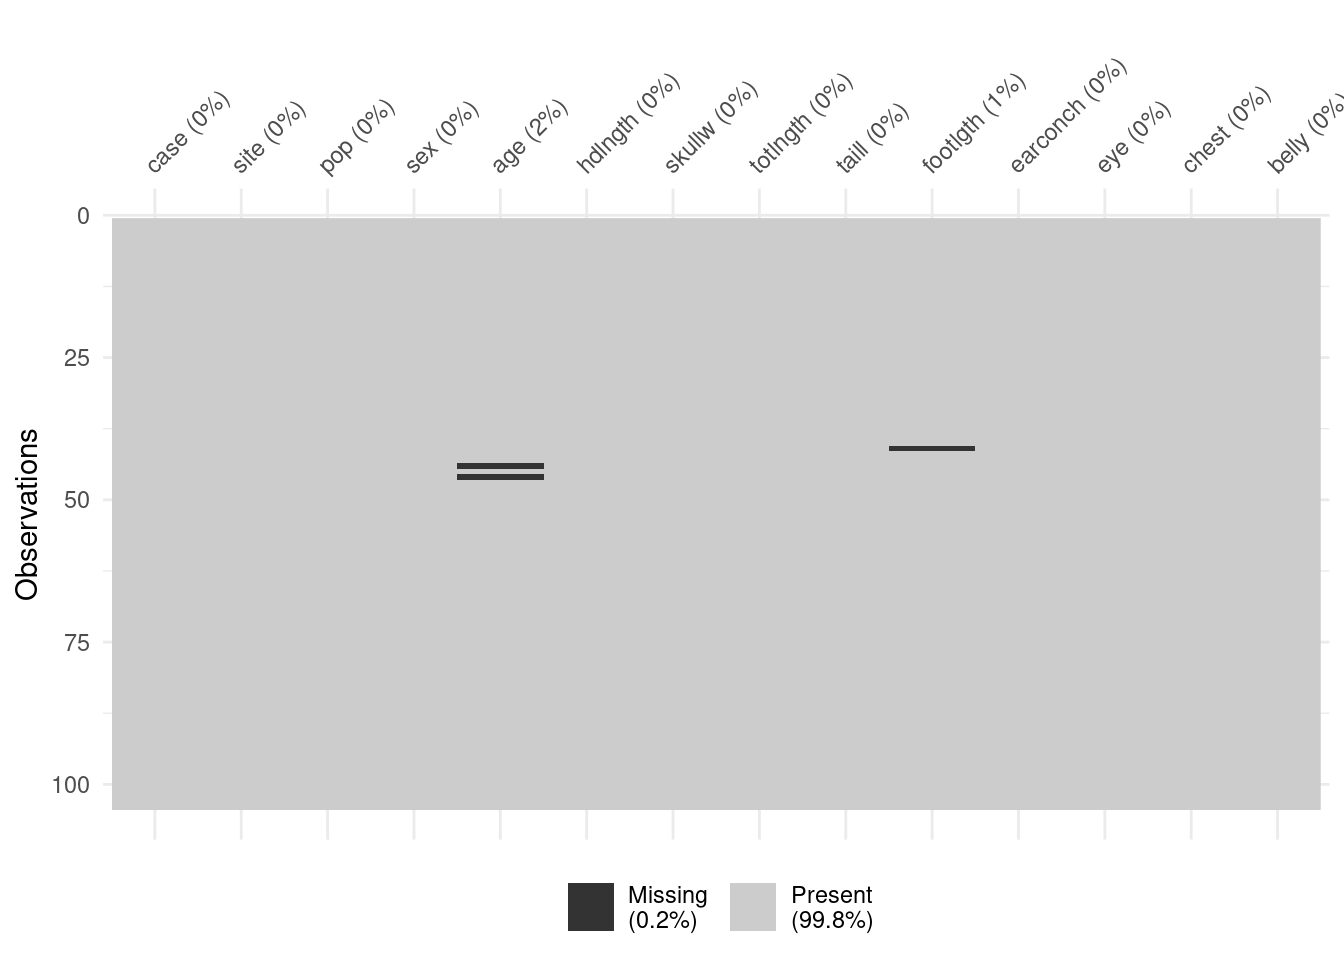 case (0%)
site (0%)
pop (0%)
sex (0%)
age (2%)
hdlngth (0%)
skullw (0%)
totlngth (0%)
taill (0%)
footlgth (1%)
earconch (0%)
eye (0%)
chest (0%)
belly (0%
0
25
50
75
100
Observations
Missing
(0.2%)
Present
(99.8%)